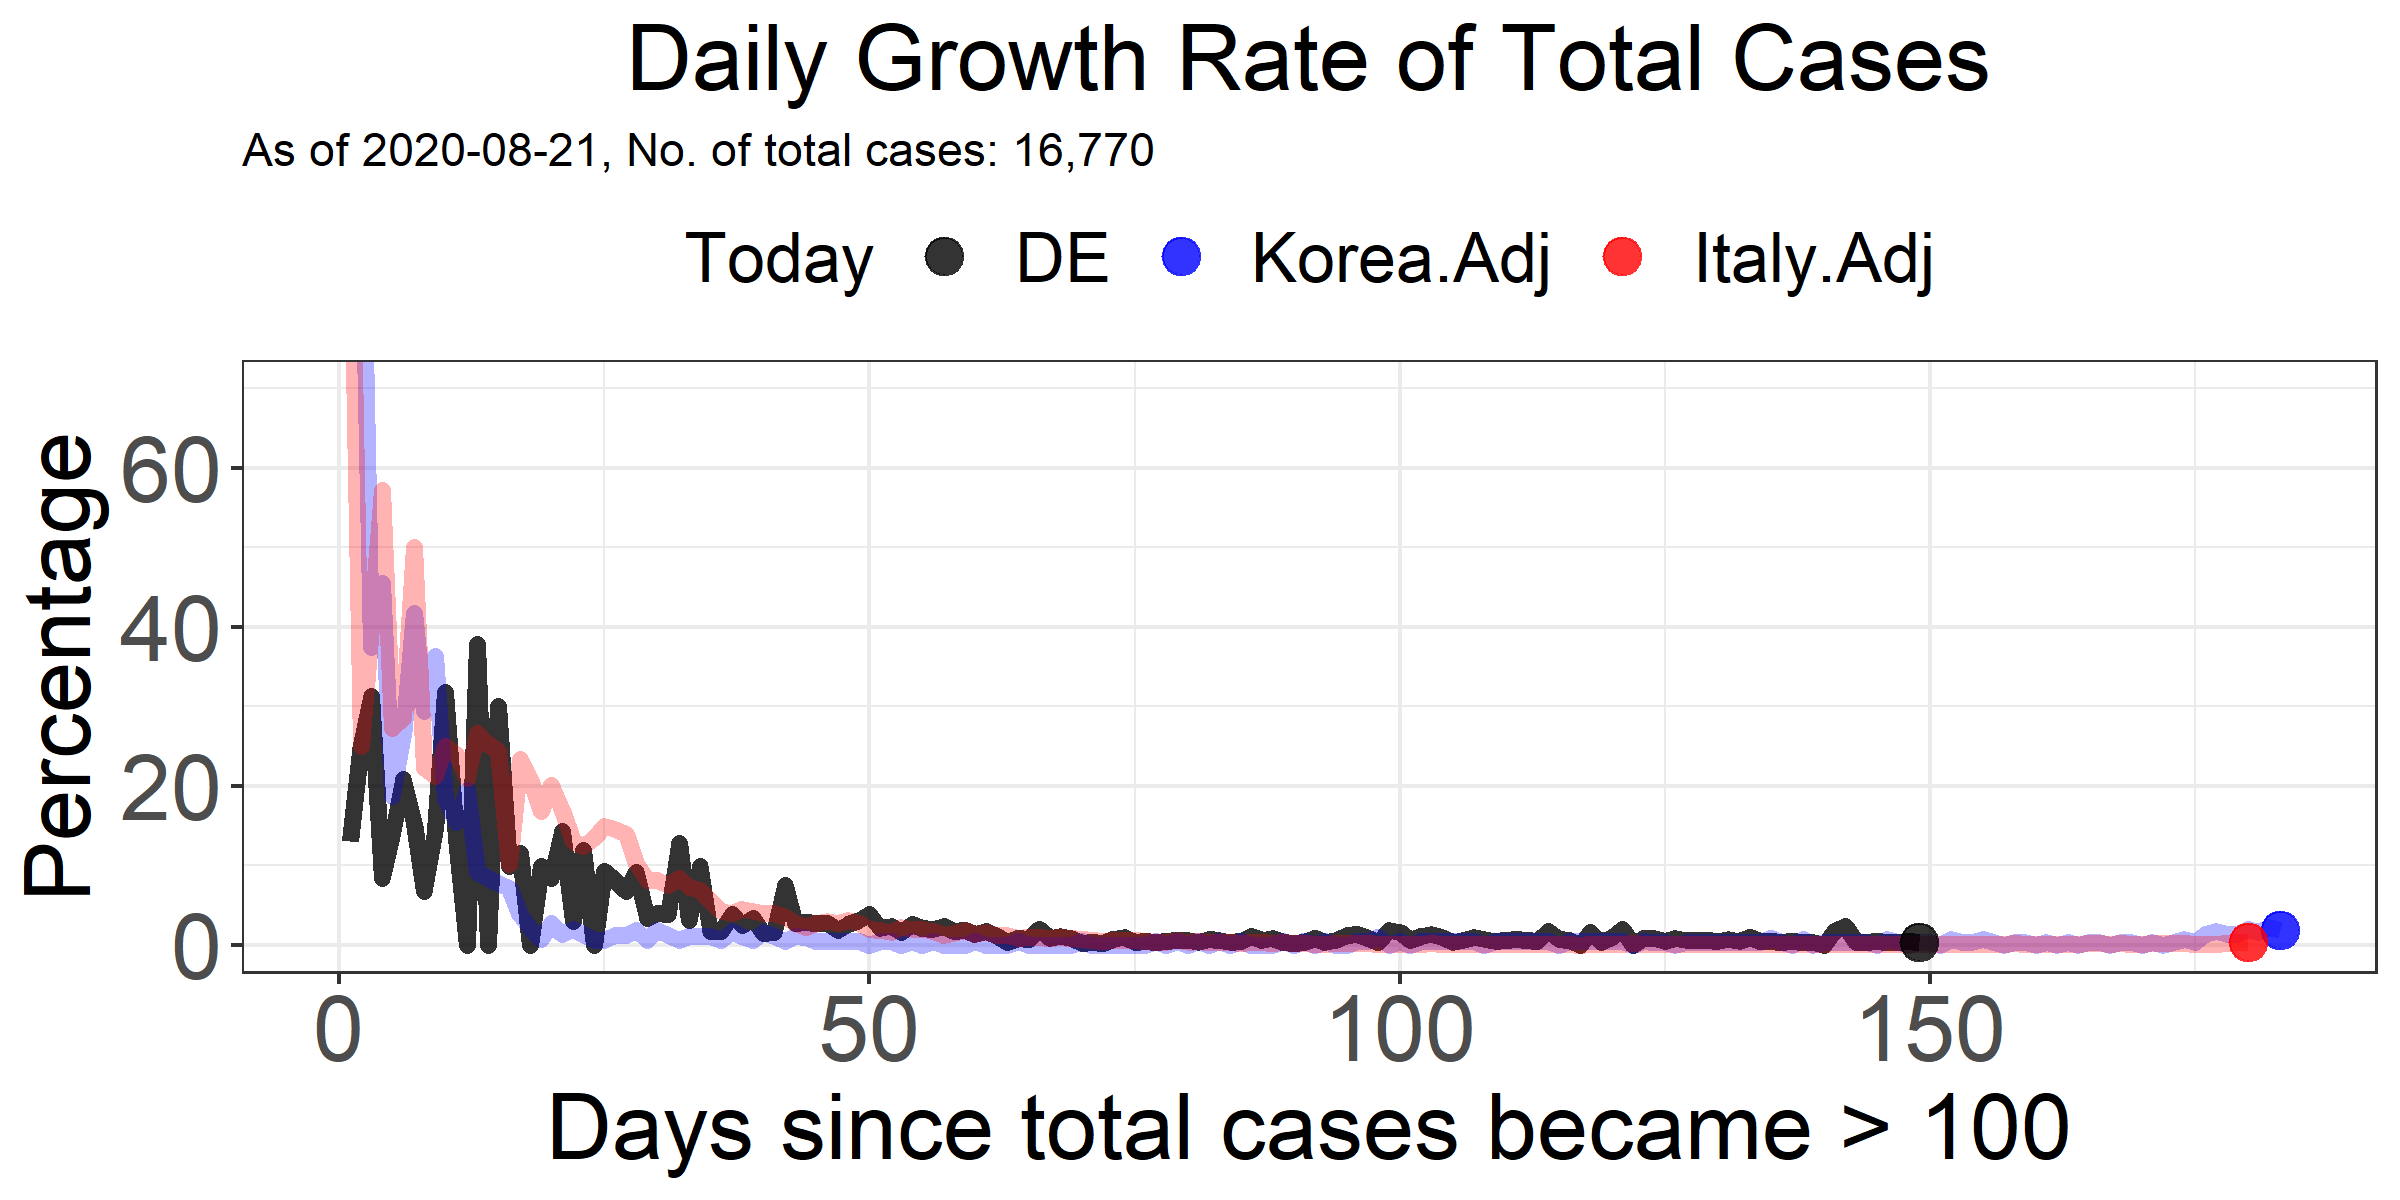 Daily Growth Rate of Total Cases
As of 2020-08-21, No. of total cases: 16,770
Today DE Korea.Adj Italy.Adj
Percentage
60
40
20
0
0 50 100 150
Days since total cases became > 100